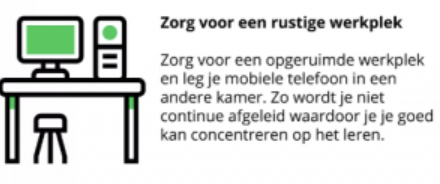 Zorg voor een rustige werkplek
Zorg voor een opgeruimde werkplek
en leg je mobiele telefoon in een
andere kamer. Zo wordt je niet
continue afgeleid waardoor je je goed
kan concentreren op het leren.